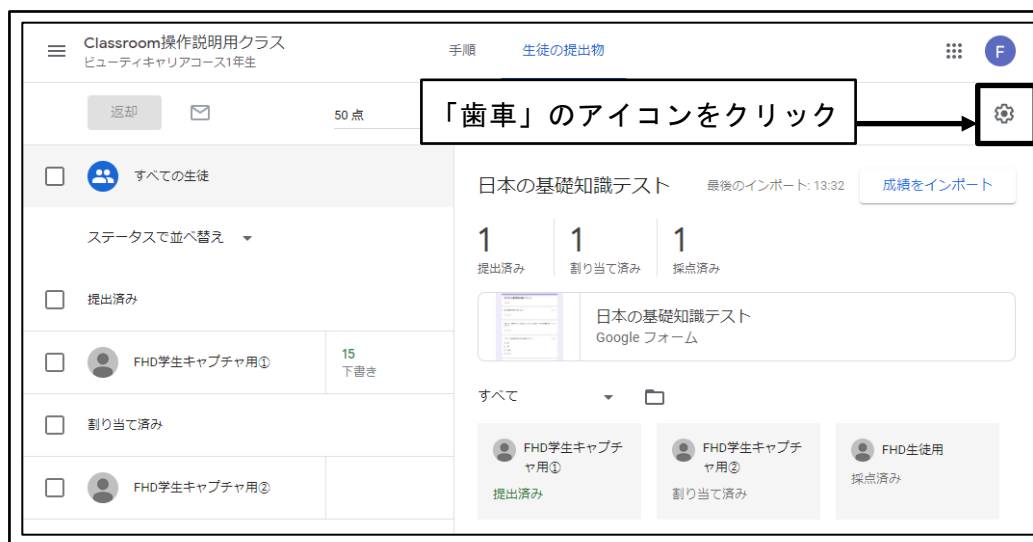 Classroom操作説明用クラス
ビューティキャリアコース1年生
手順
生徒の提出物
F
返却
50 点
「歯車」のアイコンをクリック
すべての生徒
ステータスで並べ替え
提出済み
FHD学生キャプチャ用①
15
下書き
割り当て済み
FHD学生キャプチャ用②
日本の基礎知識テスト
最後のインポート: 13:32
成績をインポート
1
提出済み
1
割り当て済み
1
採点済み
日本の基礎知識テスト
Google フォーム
すべて
FHD学生キャプチ
ャ用①
提出済み
FHD学生キャプチ
ャ用②
割り当て済み
FHD生徒用
採点済み